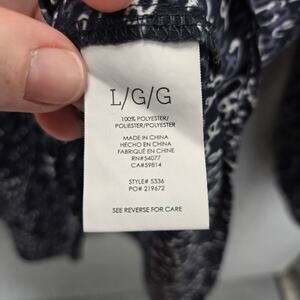 L/G/G
100% POLYESTER/
POLIESTER/POLYESTER
MADE IN CHINA
HECHO EN CHINA
FABRIQUÉ EN CHINE
RN#54077
CA#59814
STYLE# 5336
PO# 219672
SEE REVERSE FOR CARE